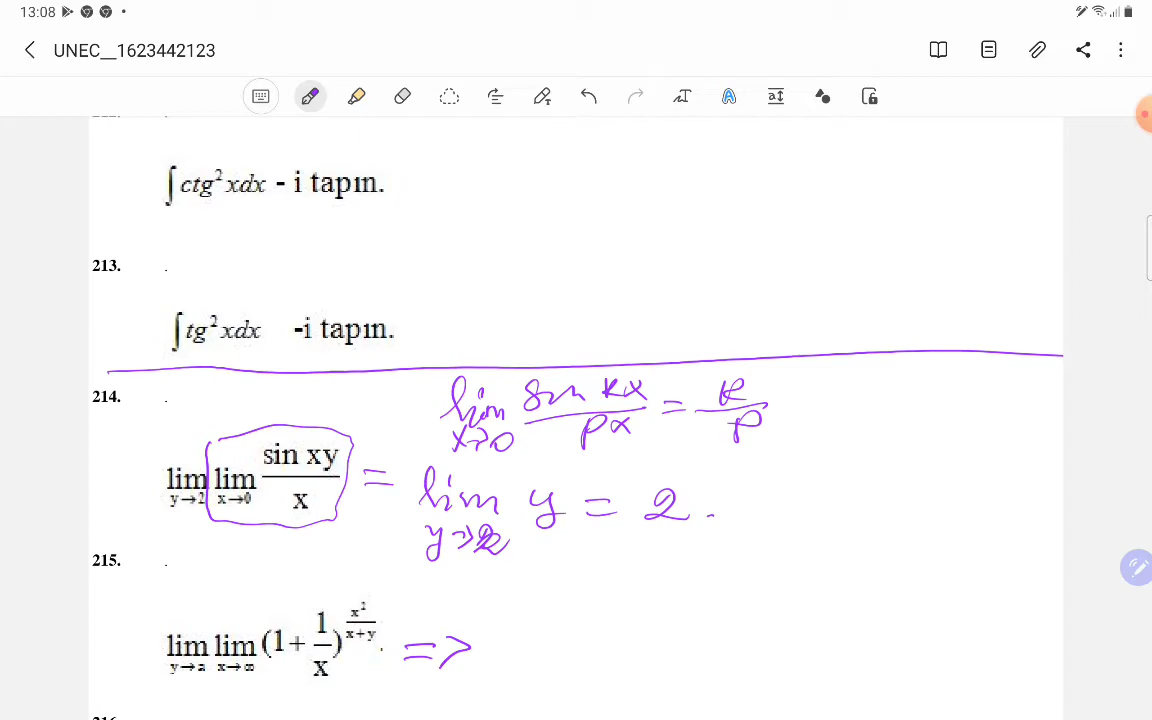 13:08
UNEC__1623442123
∫ctg²xdx - i tapın.
213. .
∫tg²xdx -i tapın.
214. .
lim x→0 sin kx / px = k / p
lim y→2 lim x→0 sin xy / x = lim y→2 y = 2 .
215. .
lim y→a lim x→∞ (1 + 1/x)^(x²/(x+y)). =>